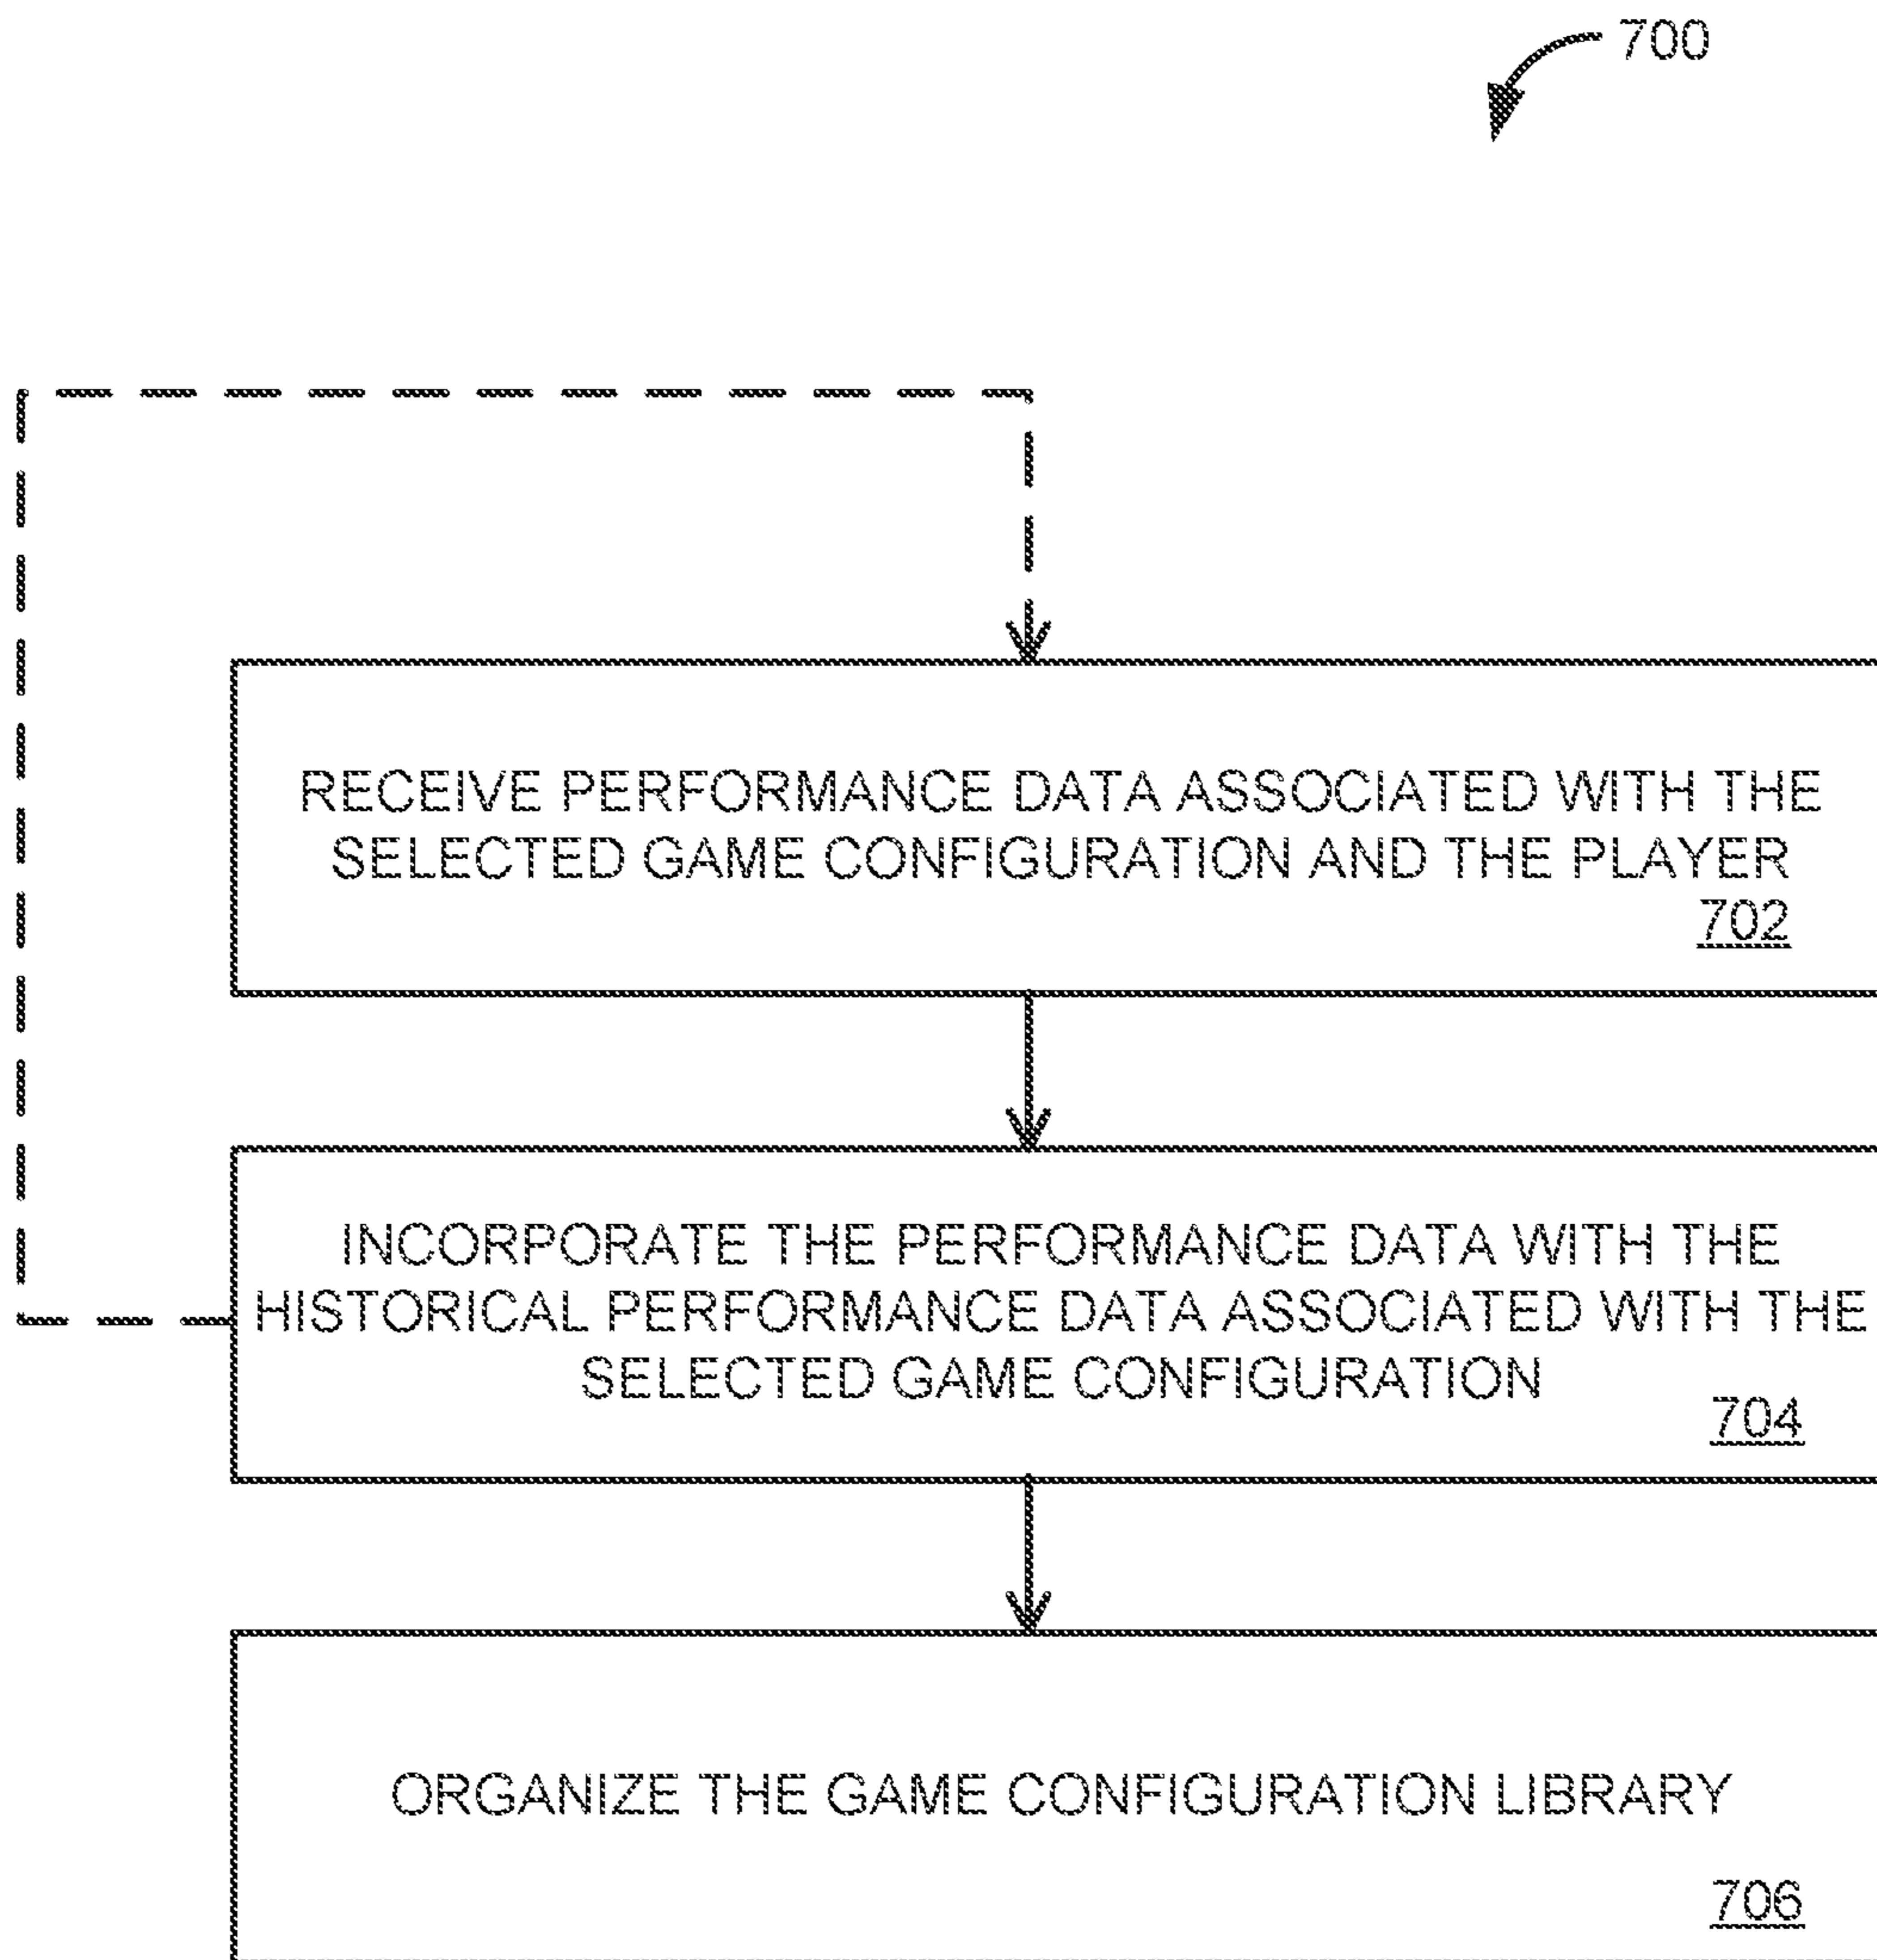 700
RECEIVE PERFORMANCE DATA ASSOCIATED WITH THE
SELECTED GAME CONFIGURATION AND THE PLAYER
702
INCORPORATE THE PERFORMANCE DATA WITH THE
HISTORICAL PERFORMANCE DATA ASSOCIATED WITH THE
SELECTED GAME CONFIGURATION
704
ORGANIZE THE GAME CONFIGURATION LIBRARY
706